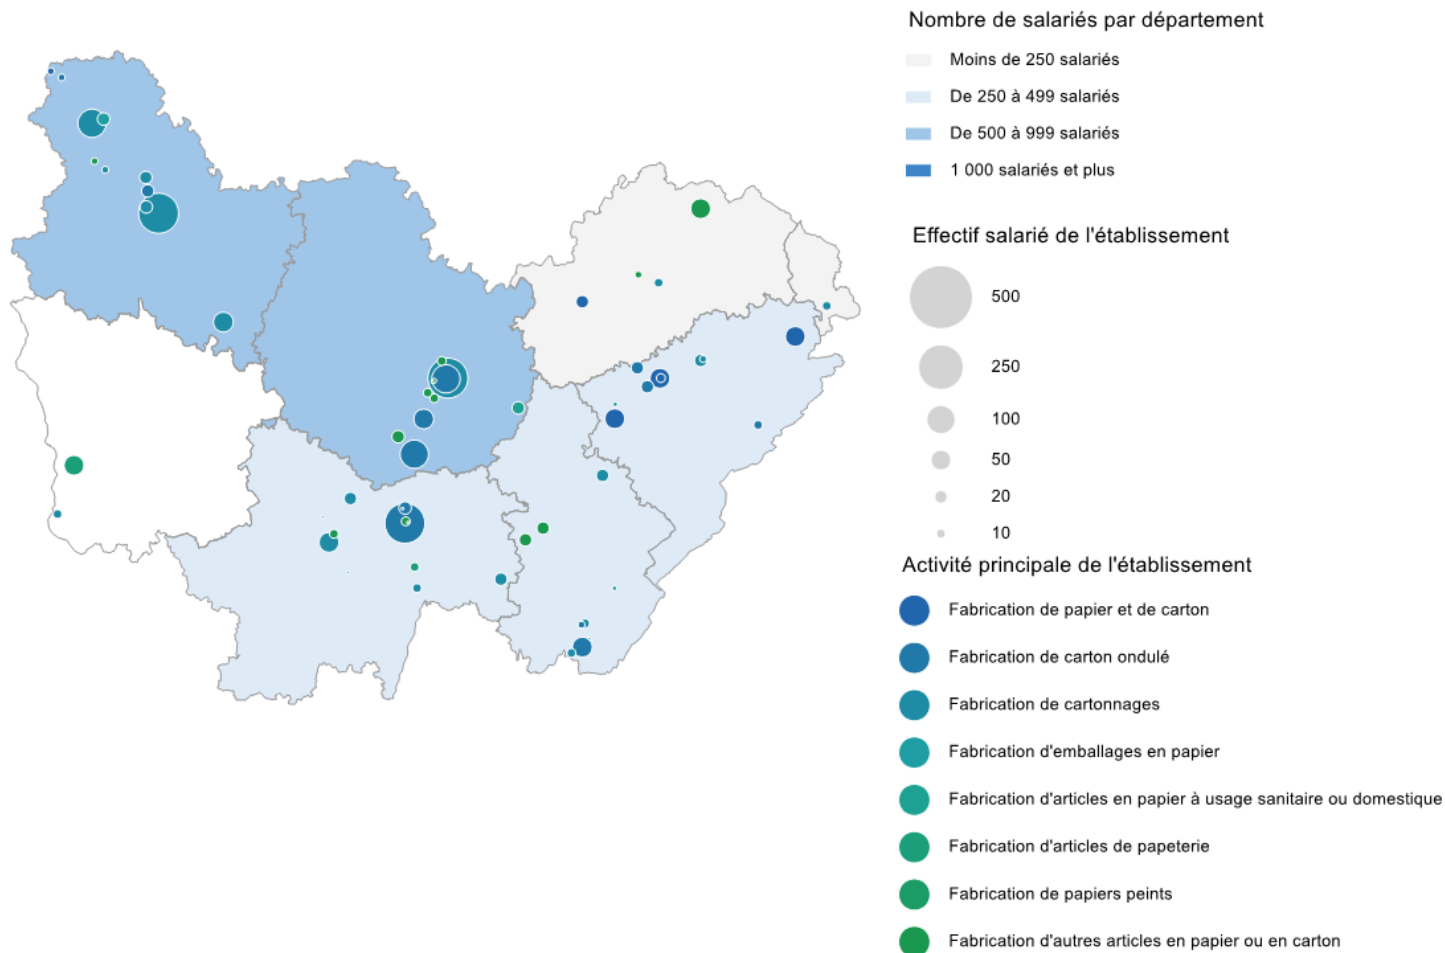 Nombre de salariés par département
Moins de 250 salariés
De 250 à 499 salariés
De 500 à 999 salariés
1 000 salariés et plus
Effectif salarié de l'établissement
500
250
100
50
20
10
Activité principale de l'établissement
Fabrication de papier et de carton
Fabrication de carton ondulé
Fabrication de cartonnages
Fabrication d'emballages en papier
Fabrication d'articles en papier à usage sanitaire ou domestique
Fabrication d'articles de papeterie
Fabrication de papiers peints
Fabrication d'autres articles en papier ou en carton